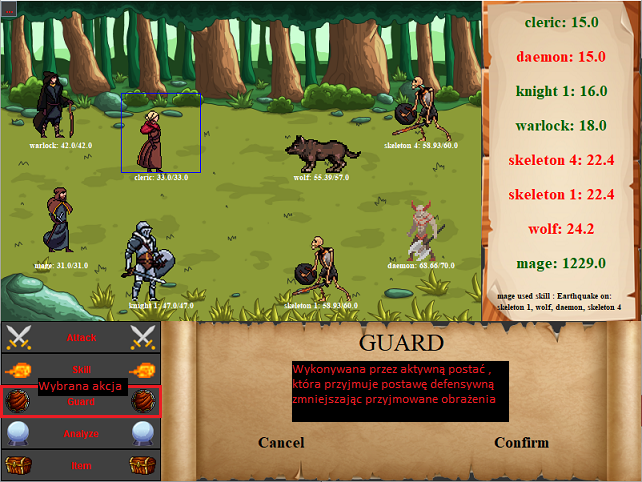 cleric: 15.0
daemon: 15.0
knight 1: 16.0
warlock: 18.0
skeleton 4: 22.4
skeleton 1: 22.4
wolf: 24.2
mage: 1229.0
mage used skill : Earthquake on:
skeleton 1, wolf, daemon, skeleton 4
warlock: 42.0/42.0
cleric: 33.0/33.0
wolf: 55.39/57.0
skeleton 4: 58.93/60.0
mage: 31.0/31.0
knight 1: 47.0/47.0
skeleton 1: 58.93/60.0
daemon: 68.66/70.0
Attack
Skill
Wybrana akcja
Guard
Analyze
Item
GUARD
Wykonywana przez aktywną postać ,
która przyjmuje postawę defensywną
zmniejszając przyjmowane obrażenia
Cancel
Confirm